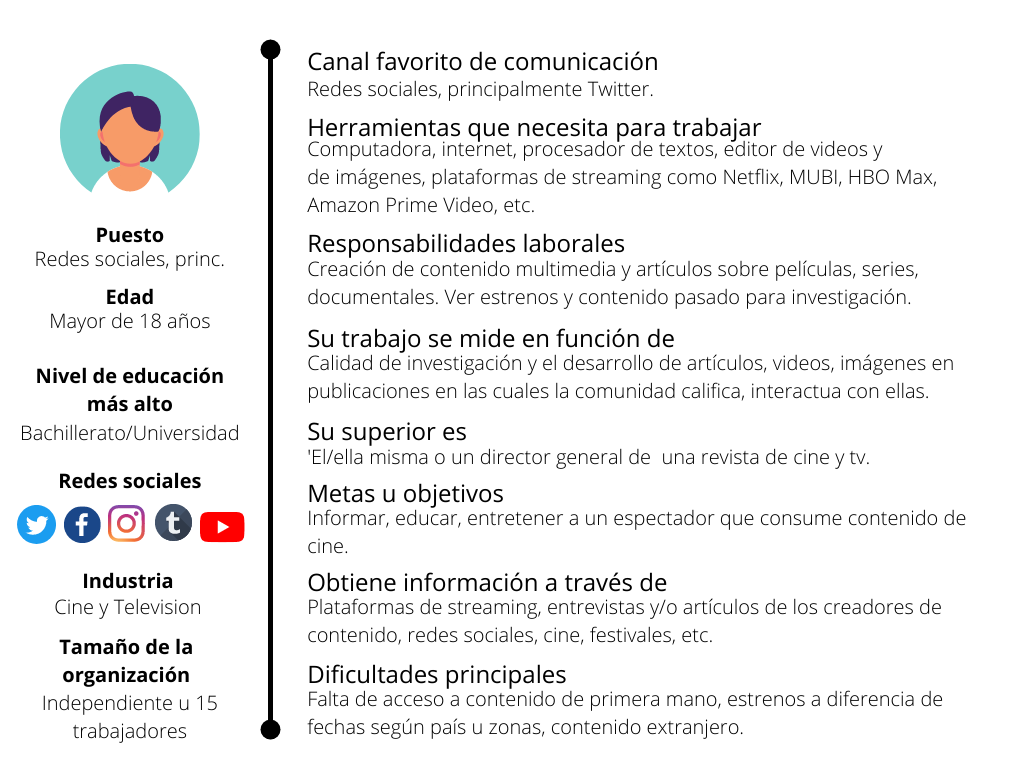 Puesto
Redes sociales, princ.
Edad
Mayor de 18 años
Nivel de educación
más alto
Bachillerato/Universidad
Redes sociales
Industria
Cine y Television
Tamaño de la
organización
Independiente u 15
trabajadores
Canal favorito de comunicación
Redes sociales, principalmente Twitter.
Herramientas que necesita para trabajar
Computadora, internet, procesador de textos, editor de videos y
de imágenes, plataformas de streaming como Netflix, MUBI, HBO Max,
Amazon Prime Video, etc.
Responsabilidades laborales
Creación de contenido multimedia y artículos sobre películas, series,
documentales. Ver estrenos y contenido pasado para investigación.
Su trabajo se mide en función de
Calidad de investigación y el desarrollo de artículos, videos, imágenes en
publicaciones en las cuales la comunidad califica, interactua con ellas.
Su superior es
'El/ella misma o un director general de  una revista de cine y tv.
Metas u objetivos
Informar, educar, entretener a un espectador que consume contenido de
cine.
Obtiene información a través de
Plataformas de streaming, entrevistas y/o artículos de los creadores de
contenido, redes sociales, cine, festivales, etc.
Dificultades principales
Falta de acceso a contenido de primera mano, estrenos a diferencia de
fechas según país u zonas, contenido extranjero.